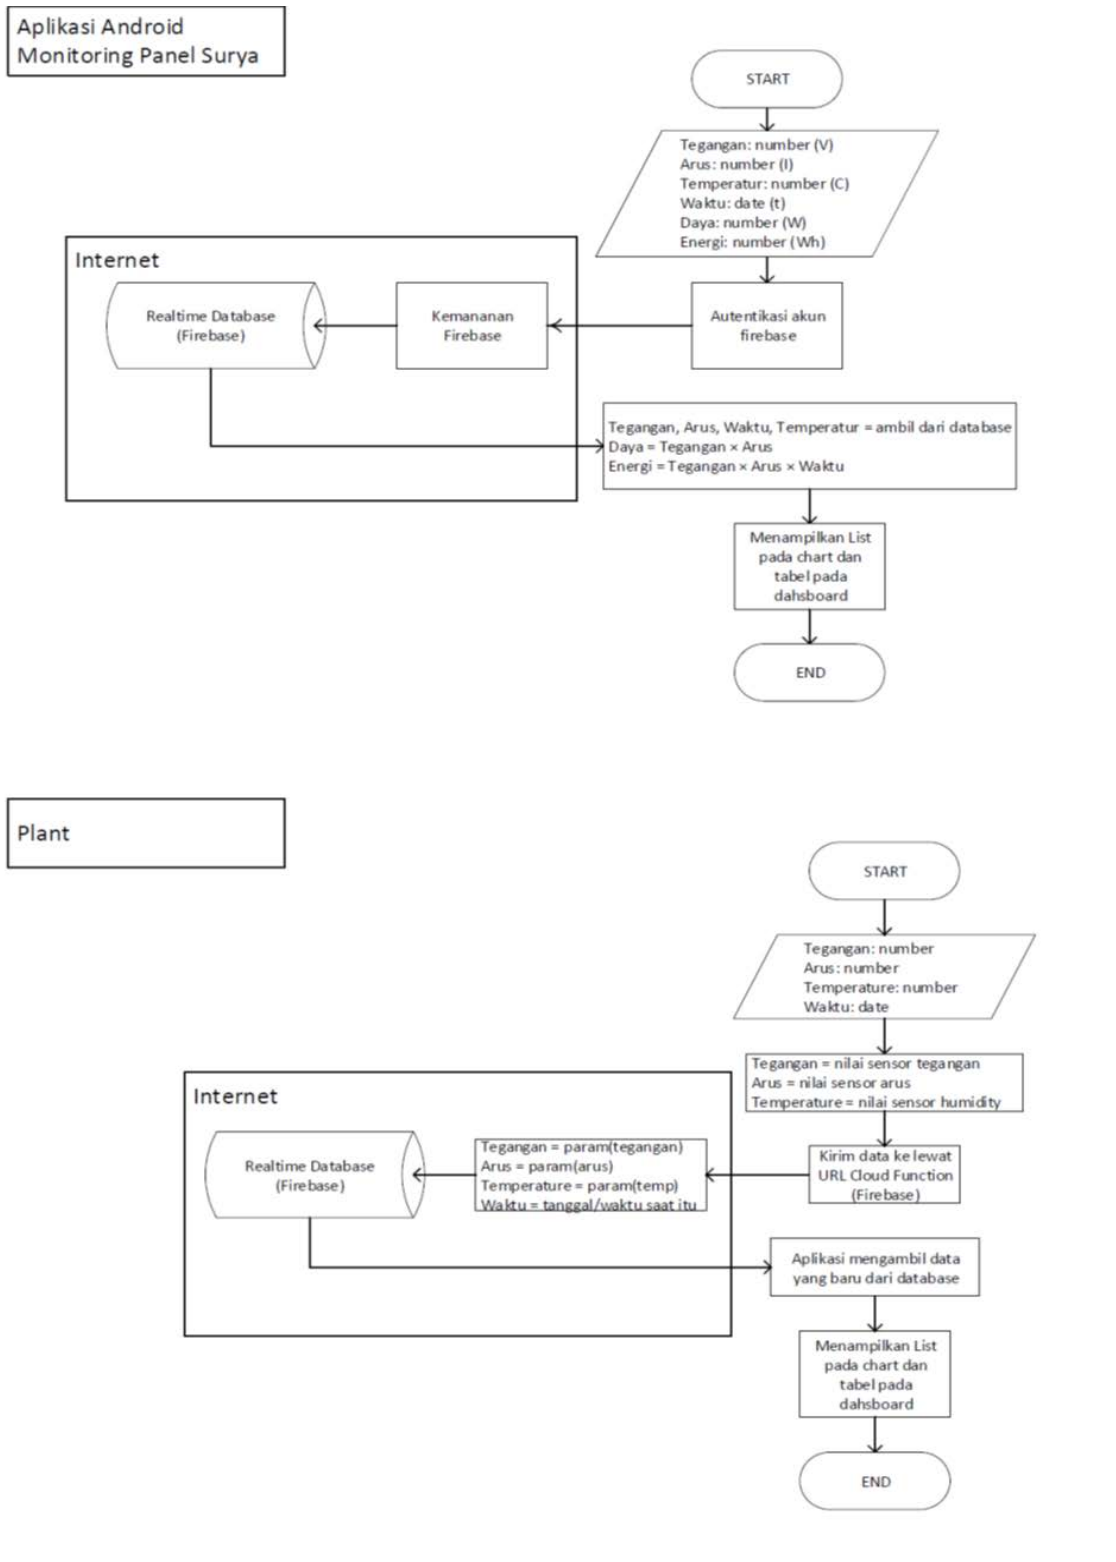 Aplikasi Android
Monitoring Panel Surya
START
Tegangan: number (V)
Arus: number (I)
Temperatur: number (C)
Waktu: date (t)
Daya: number (W)
Energi: number (Wh)
Autentikasi akun
firebase
Internet
Kemananan
Firebase
Realtime Database
(Firebase)
Tegangan, Arus, Waktu, Temperatur = ambil dari database
Daya = Tegangan × Arus
Energi = Tegangan × Arus × Waktu
Menampilkan List
pada chart dan
tabel pada
dahsboard
END
Plant
START
Tegangan: number
Arus: number
Temperature: number
Waktu: date
Tegangan = nilai sensor tegangan
Arus = nilai sensor arus
Temperature = nilai sensor humidity
Kirim data ke lewat
URL Cloud Function
(Firebase)
Internet
Tegangan = param(tegangan)
Arus = param(arus)
Temperature = param(temp)
Waktu = tanggal/waktu saat itu
Realtime Database
(Firebase)
Aplikasi mengambil data
yang baru dari database
Menampilkan List
pada chart dan
tabel pada
dahsboard
END